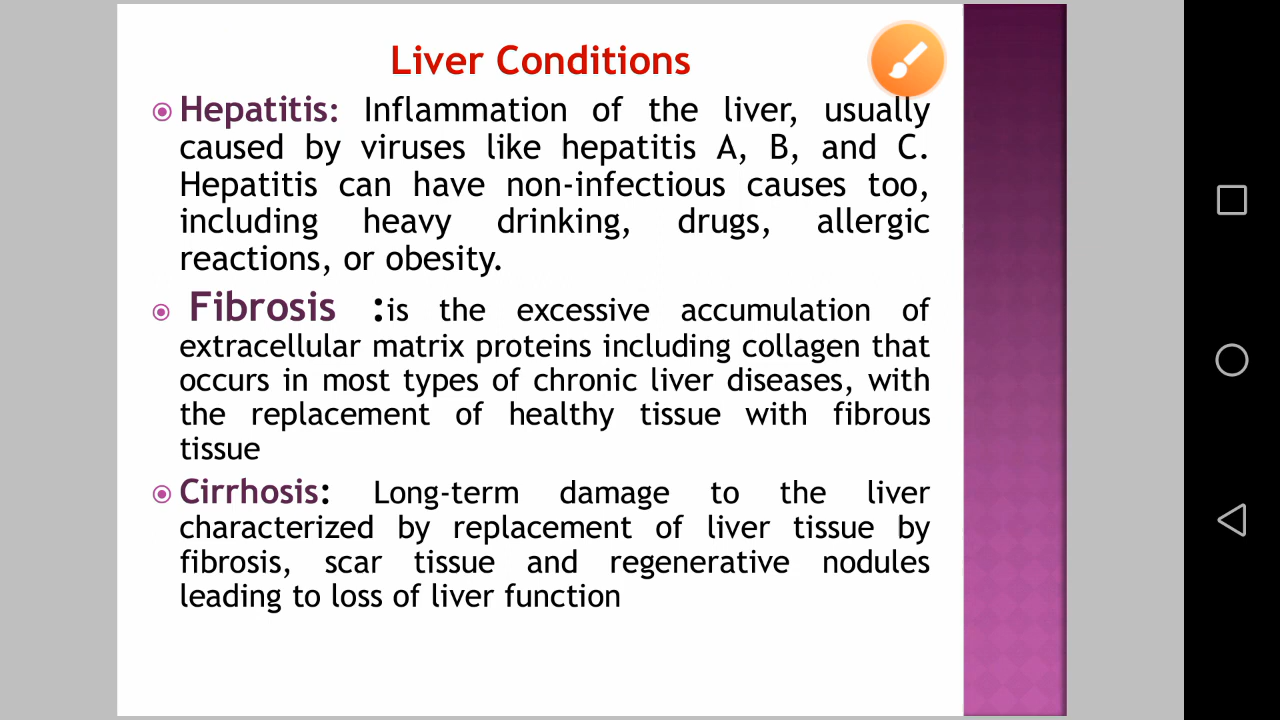 Liver Conditions
Hepatitis: Inflammation of the liver, usually
caused by viruses like hepatitis A, B, and C.
Hepatitis can have non-infectious causes too,
including heavy drinking, drugs, allergic
reactions, or obesity.
Fibrosis :is the excessive accumulation of
extracellular matrix proteins including collagen that
occurs in most types of chronic liver diseases, with
the replacement of healthy tissue with fibrous
tissue
Cirrhosis: Long-term damage to the liver
characterized by replacement of liver tissue by
fibrosis, scar tissue and regenerative nodules
leading to loss of liver function